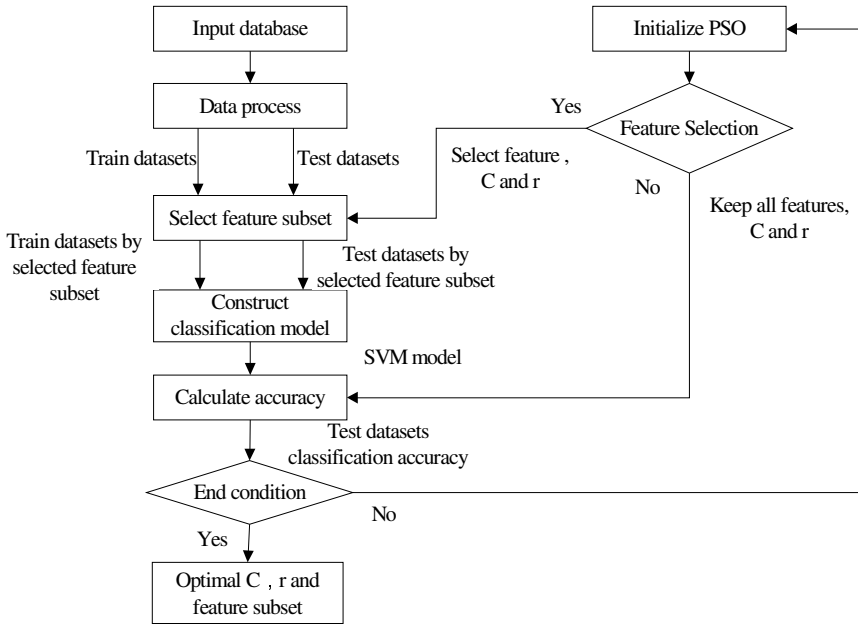 Input database
Initialize PSO
Data process
Yes
Feature Selection
Train datasets
Test datasets
Select feature ,
C and r
No
Keep all features,
C and r
Select feature subset
Train datasets by
selected feature
subset
Test datasets by
selected feature subset
Construct
classification model
SVM model
Calculate accuracy
Test datasets
classification accuracy
End condition
No
Yes
Optimal C , r and
feature subset